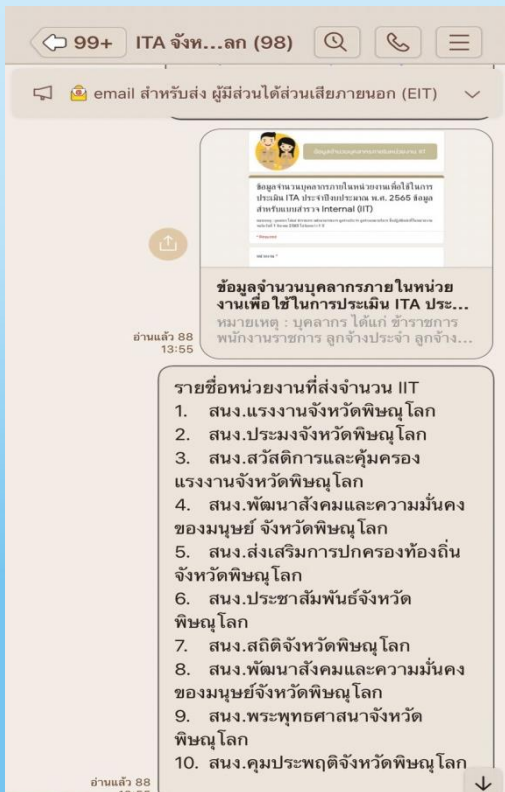 99+ ITA จังห...ลก (98)
email สำหรับส่ง ผู้มีส่วนได้ส่วนเสียภายนอก (EIT)
ข้อมูลจำนวนบุคลากรภายในหน่วยงาน IIT
ข้อมูลจำนวนบุคลากรภายในหน่วยงานเพื่อใช้ในการ
ประเมิน ITA ประจำปีงบประมาณ พ.ศ. 2565 ข้อมูล
สำหรับแบบสำรวจ Internal (IIT)
ข้อมูลจำนวนบุคลากรภายในหน่วย
งานเพื่อใช้ในการประเมิน ITA ประ...
หมายเหตุ : บุคลากร ได้แก่ ข้าราชการ
พนักงานราชการ ลูกจ้างประจำ ลูกจ้าง...
อ่านแล้ว 88
13:55
รายชื่อหน่วยงานที่ส่งจำนวน IIT
1. สนง.แรงงานจังหวัดพิษณุโลก
2. สนง.ประมงจังหวัดพิษณุโลก
3. สนง.สวัสดิการและคุ้มครอง
แรงงานจังหวัดพิษณุโลก
4. สนง.พัฒนาสังคมและความมั่นคง
ของมนุษย์ จังหวัดพิษณุโลก
5. สนง.ส่งเสริมการปกครองท้องถิ่น
จังหวัดพิษณุโลก
6. สนง.ประชาสัมพันธ์จังหวัด
พิษณุโลก
7. สนง.สถิติจังหวัดพิษณุโลก
8. สนง.พัฒนาสังคมและความมั่นคง
ของมนุษย์จังหวัดพิษณุโลก
9. สนง.พระพุทธศาสนาจังหวัด
พิษณุโลก
10. สนง.คุมประพฤติจังหวัดพิษณุโลก
อ่านแล้ว 88